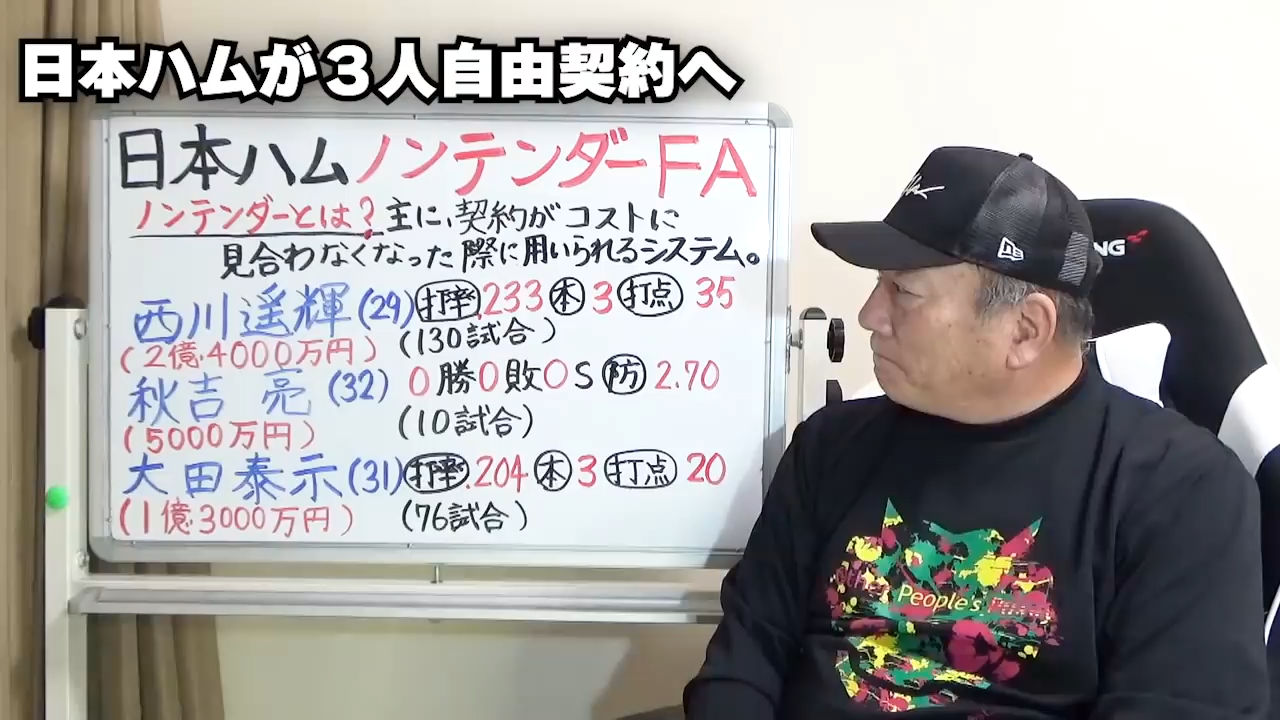 日本ハムが３人自由契約へ
日本ハムノンテンダーFA
ノンテンダーとは？主に、契約がコストに
見合わなくなった際に用いられるシステム。
西川遥輝(29)打率.233本3打点35
(2億4000万円)(130試合)
秋吉亮(32)0勝0敗0S防2.70
(5000万円)(10試合)
大田泰示(31)打率.204本3打点20
(1億3000万円)(76試合)
People's